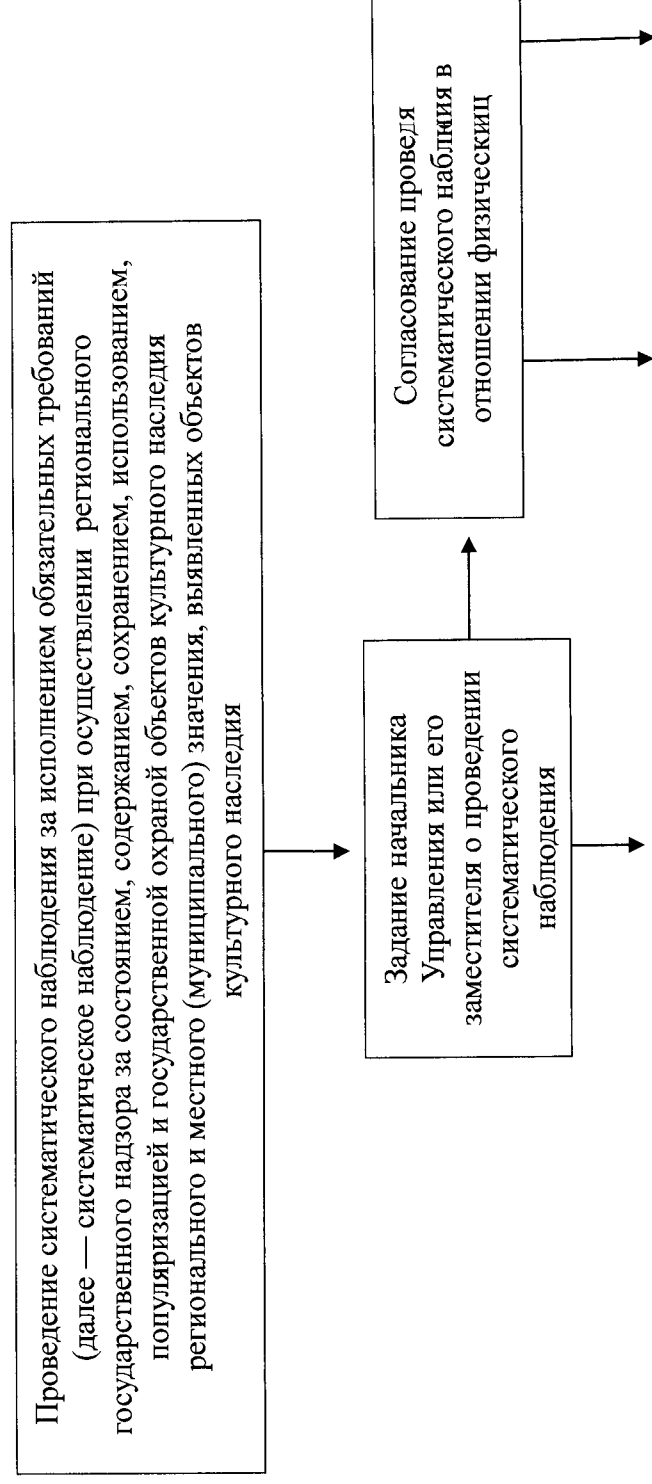 Проведение систематического наблюдения за исполнением обязательных требований
(далее — систематическое наблюдение) при осуществлении регионального
государственного надзора за состоянием, содержанием, сохранением, использованием,
популяризацией и государственной охраной объектов культурного наследия
регионального и местного (муниципального) значения, выявленных объектов
культурного наследия
Задание начальника
Управления или его
заместителя о проведении
систематического
наблюдения
Согласование проведя
систематического наблния в
отношении физическиц